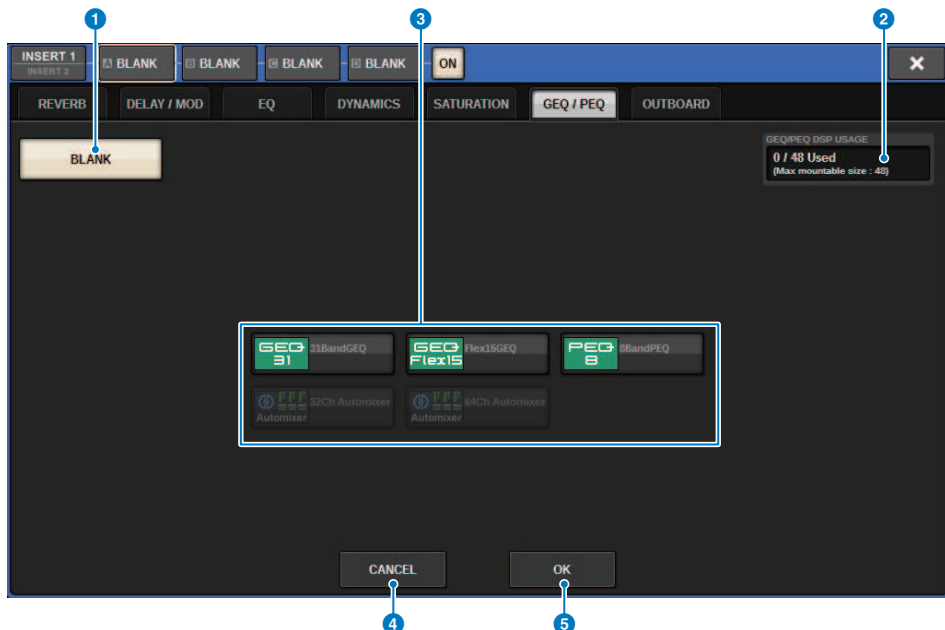 1 3 2
INSERT 1 A BLANK B BLANK C BLANK D BLANK ON ×
INSERT 2
REVERB DELAY / MOD EQ DYNAMICS SATURATION GEQ / PEQ OUTBOARD
GEQ/PEQ DSP USAGE
BLANK 0 / 48 Used
(Max mountable size : 48)
GEQ 31 31BandGEQ GEQ Flex15 Flex15GEQ PEQ 8 8BandPEQ
Automixer 32Ch Automixer Automixer 64Ch Automixer
CANCEL OK
4 5